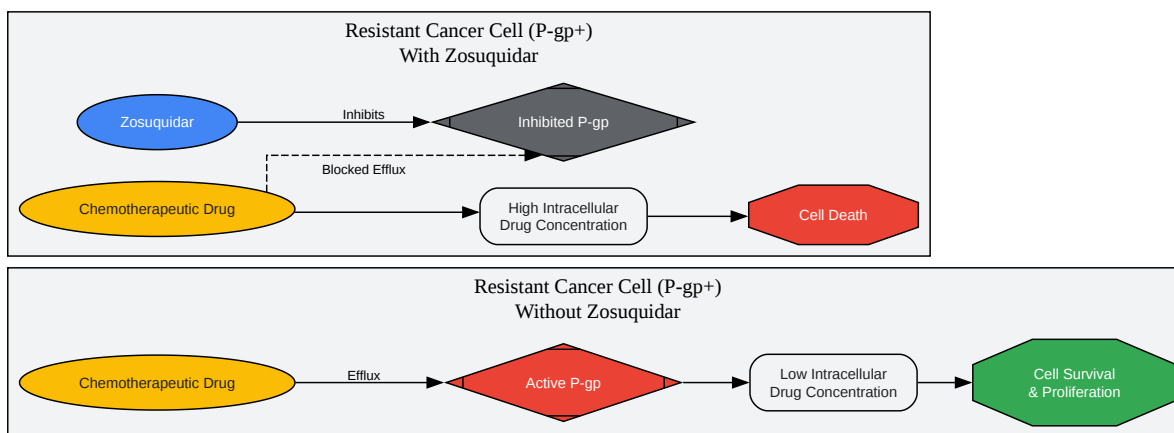 Resistant Cancer Cell (P-gp+)
With Zosuquidar
Zosuquidar
Inhibits
Inhibited P-gp
Blocked Efflux
Chemotherapeutic Drug
High Intracellular
Drug Concentration
Cell Death
Resistant Cancer Cell (P-gp+)
Without Zosuquidar
Chemotherapeutic Drug
Efflux
Active P-gp
Low Intracellular
Drug Concentration
Cell Survival
& Proliferation